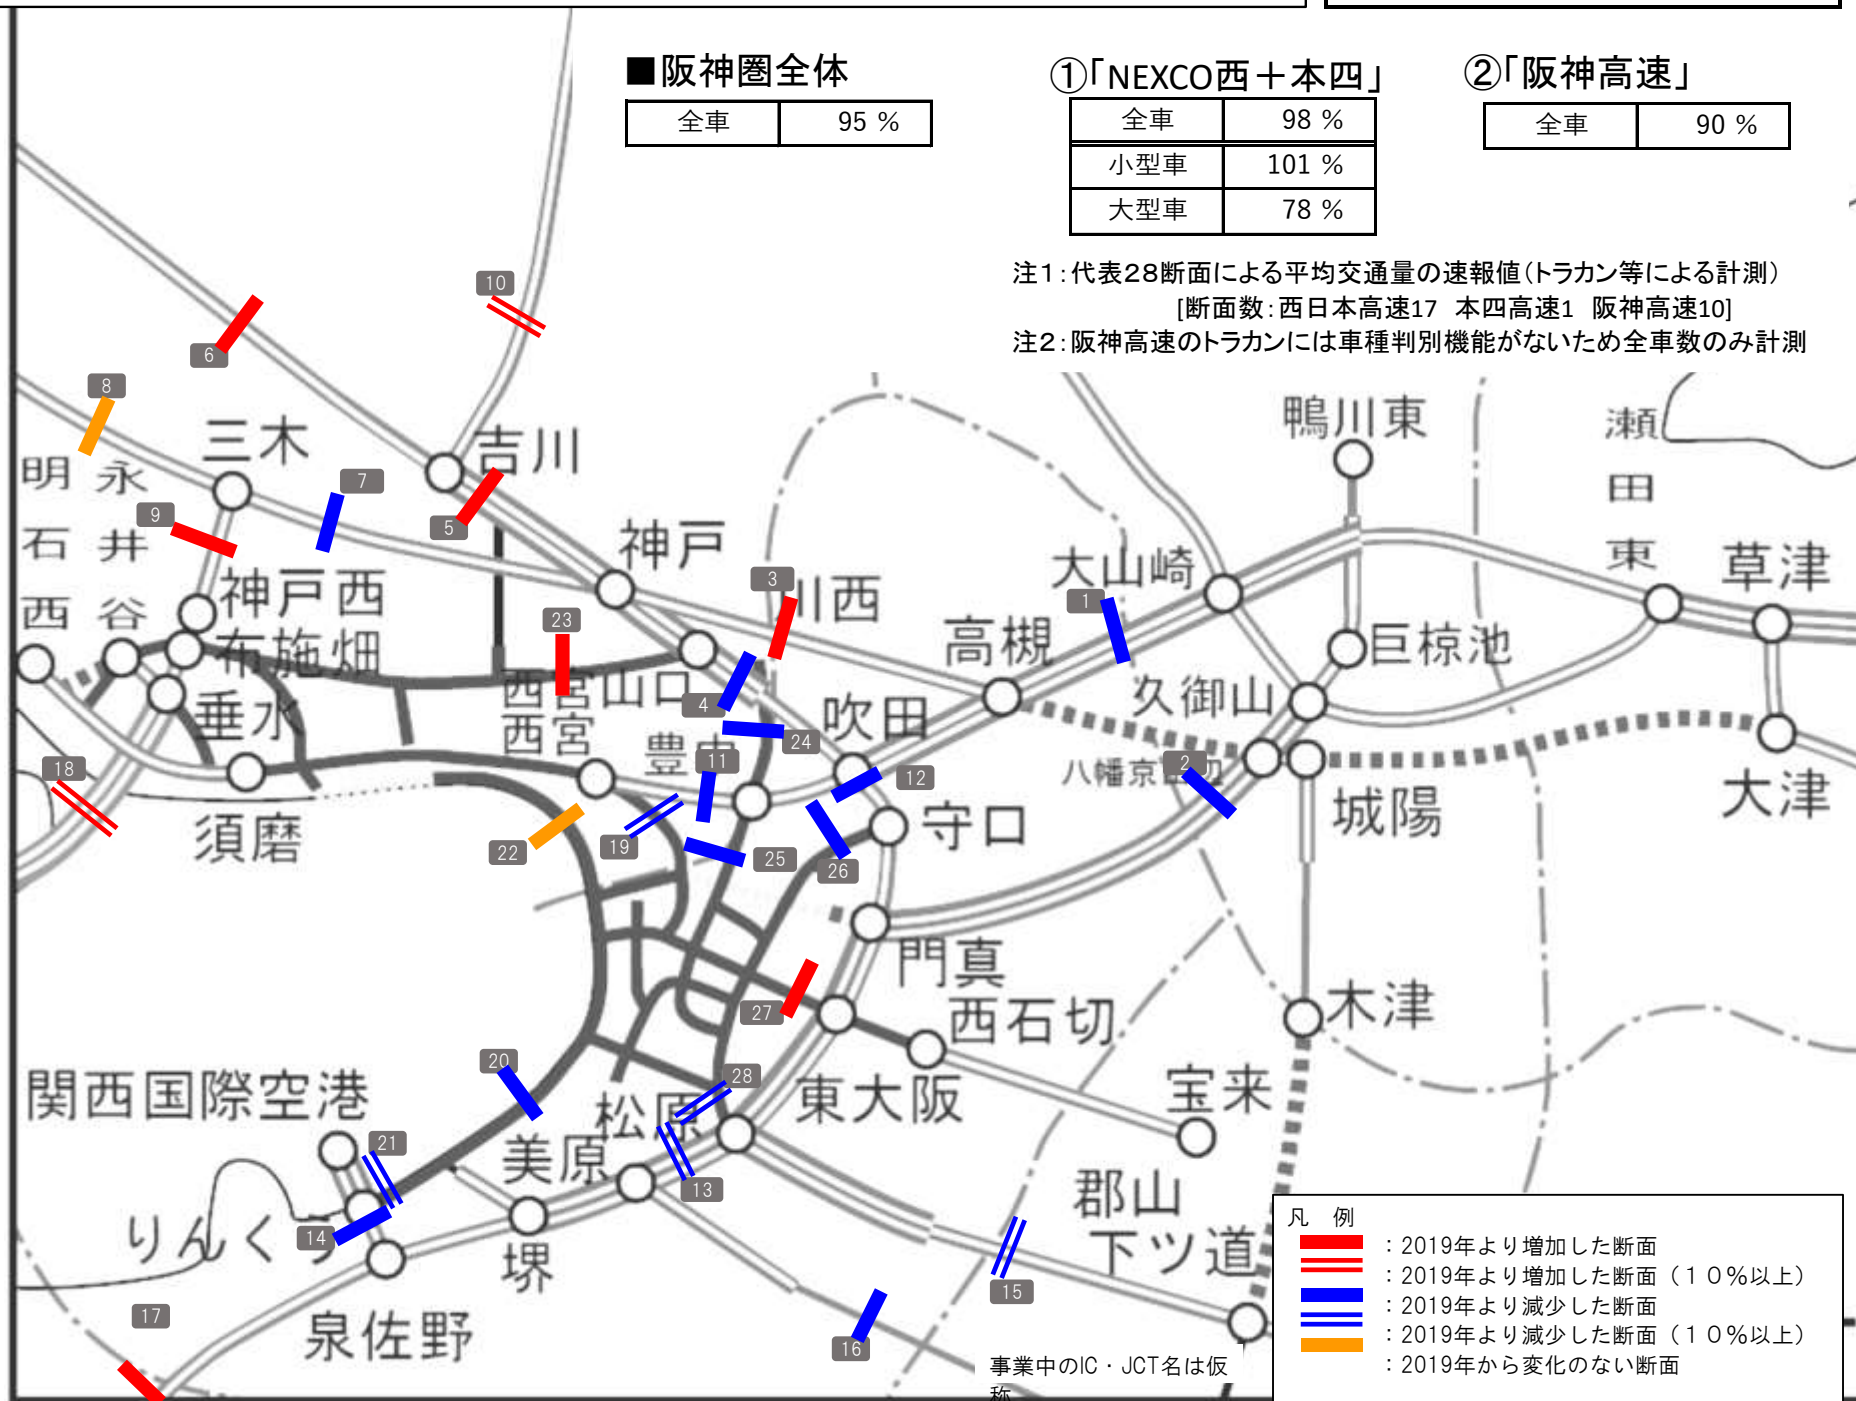 ■阪神圏全体
全車 95 %
①「NEXCO西＋本四」
全車 98 %
小型車 101 %
大型車 78 %
②「阪神高速」
全車 90 %
注１：代表２８断面による平均交通量の速報値（トラカン等による計測）
[断面数：西日本高速17 本四高速1 阪神高速10]
注２：阪神高速のトラカンには車種判別機能がないため全車数のみ計測
10
6
8
三木
吉川
鴨川東
瀬田東
明石西
永井谷
7
9
5
神戸
大山崎
草津
神戸西
3
川西
1
23
布施畑
高槻
巨椋池
西宮山口
久御山
4
垂水
西宮
吹田
24
豊中
11
12
18
八幡京田辺
2
城陽
大津
須磨
22
19
25
26
守口
門真
27
西石切
木津
20
28
関西国際空港
松原
東大阪
宝来
21
美原
13
郡山
下ツ道
りんくう
14
堺
15
17
泉佐野
16
事業中のIC・JCT名は仮
称
凡 例
：2019年より増加した断面
：2019年より増加した断面（１０％以上）
：2019年より減少した断面
：2019年より減少した断面（１０％以上）
：2019年から変化のない断面